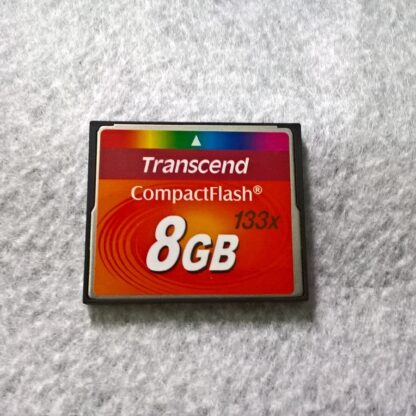 Transcend
CompactFlash®
133x
8GB